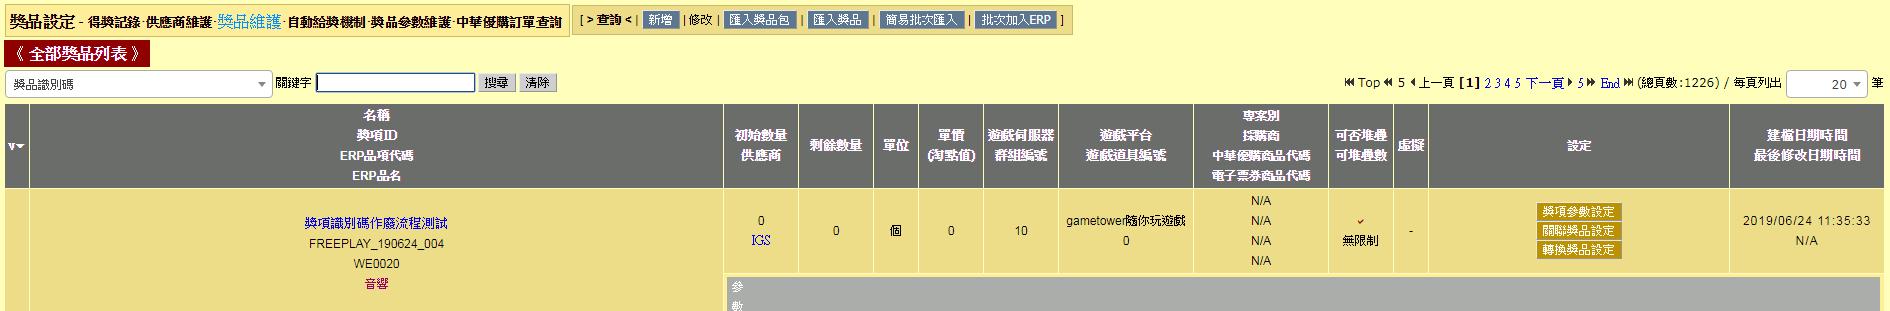 獎品設定 - 得獎記錄‧供應商維護‧獎品維護‧自動給獎機制‧獎品參數維護‧中華優購訂單查詢
[ > 查詢 < | 新增 | 修改 | 匯入獎品包 | 匯入獎品 | 簡易批次匯入 | 批次加入ERP ]
《 全部獎品列表 》
獎品識別碼 關鍵字 搜尋 清除
Top 5 上一頁 [1] 2 3 4 5 下一頁 5 End (總頁數:1226) / 每頁列出 20 筆
v
名稱
獎項ID
ERP品項代碼
ERP品名
初始數量
供應商
剩餘數量
單位
單價
(淘點值)
遊戲伺服器
群組編號
遊戲平台
遊戲道具編號
專案別
採購商
中華優購商品代碼
電子票券商品代碼
可否堆疊
可堆疊數
虛擬
設定
建檔日期時間
最後修改日期時間
獎項識別碼作廢流程測試
FREEPLAY_190624_004
WE0020
音響
0
IGS
0
個
0
10
gametower隨你玩遊戲
0
N/A
N/A
N/A
N/A
無限制
-
獎項參數設定
關聯獎品設定
轉換獎品設定
2019/06/24 11:35:33
N/A
參
數